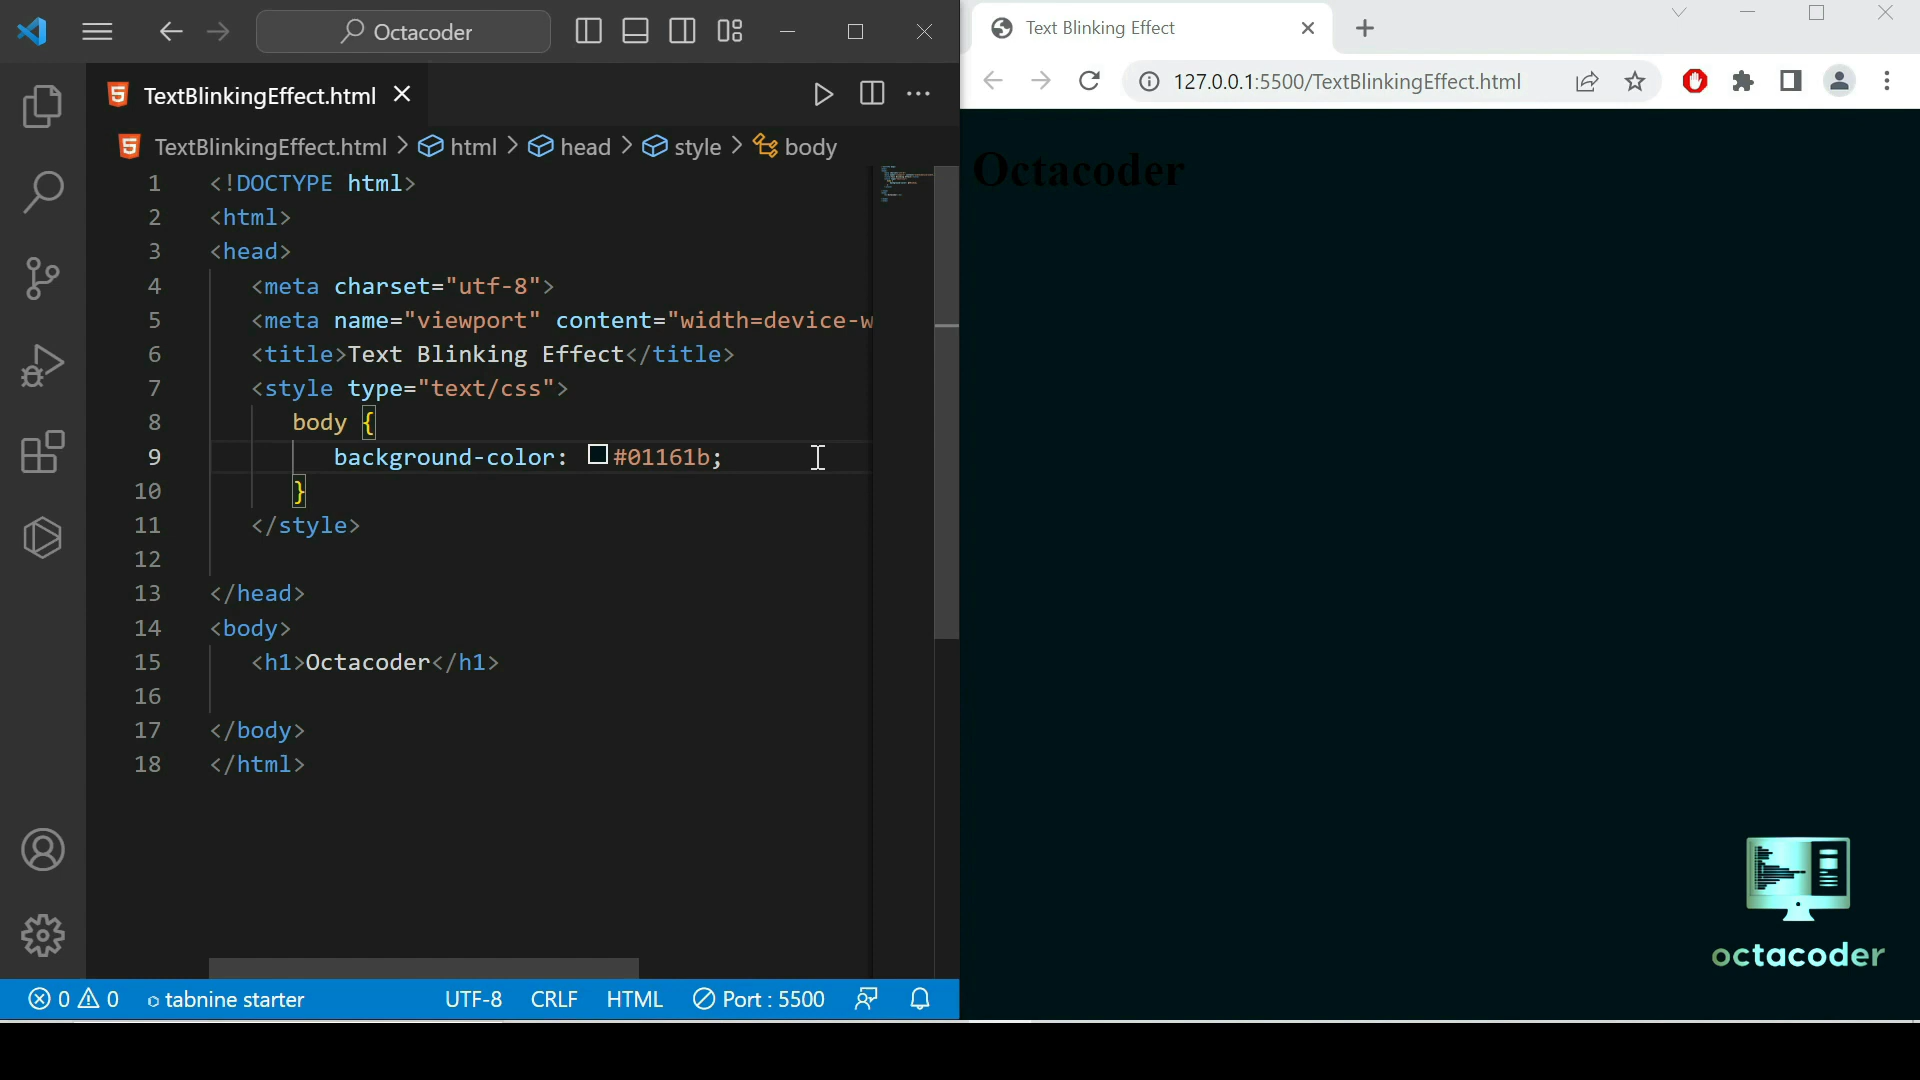 Octacoder
TextBlinkingEffect.html
TextBlinkingEffect.html > html > head > style > body
1 <!DOCTYPE html>
2 <html>
3 <head>
4 <meta charset="utf-8">
5 <meta name="viewport" content="width=device-w
6 <title>Text Blinking Effect</title>
7 <style type="text/css">
8 body {
9 background-color: #01161b;
10 }
11 </style>
12
13 </head>
14 <body>
15 <h1>Octacoder</h1>
16
17 </body>
18 </html>
0 0 tabnine starter UTF-8 CRLF HTML Port : 5500
Text Blinking Effect
127.0.0.1:5500/TextBlinkingEffect.html
Octacoder
octacoder